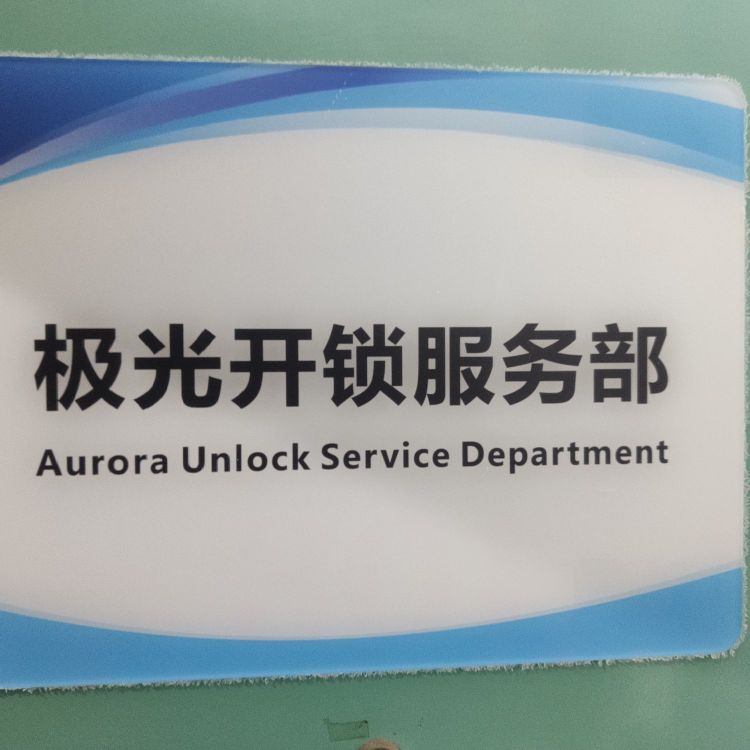 极光开锁服务部
Aurora Unlock Service Department